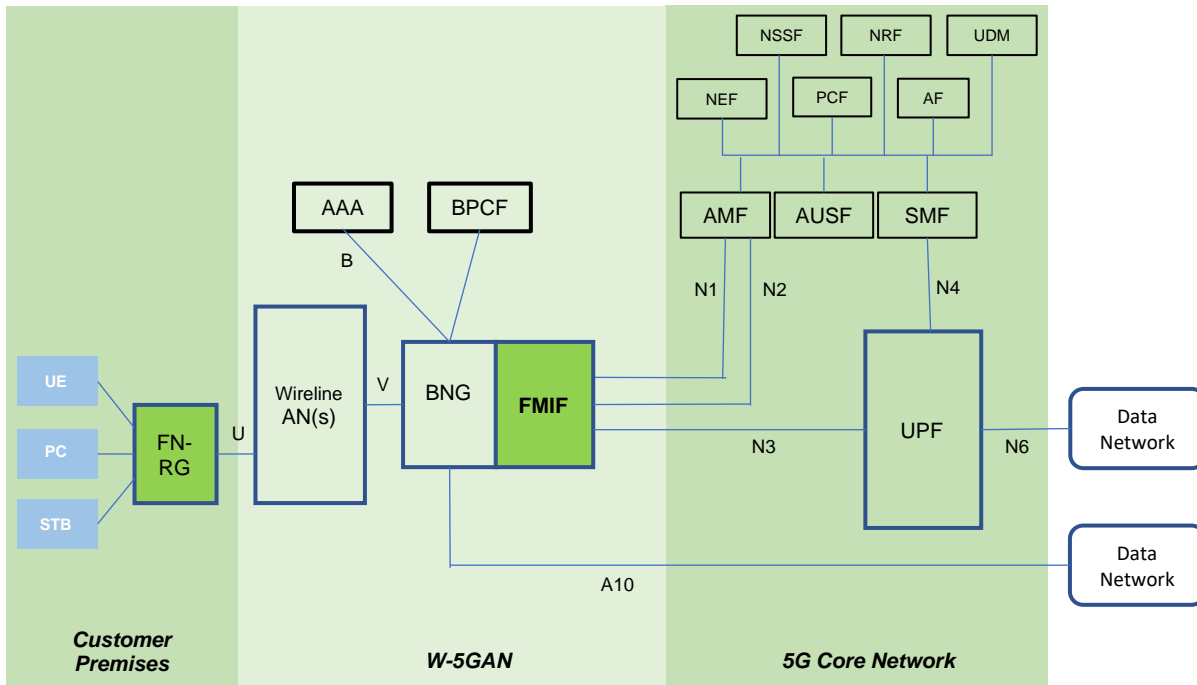 NSSF
NRF
UDM
NEF
PCF
AF
AAA
BPCF
AMF
AUSF
SMF
B
N1
N2
N4
UE
PC
STB
FN-
RG
U
Wireline
AN(s)
V
BNG
FMIF
N3
UPF
N6
Data
Network
Data
Network
A10
Customer
Premises
W-5GAN
5G Core Network